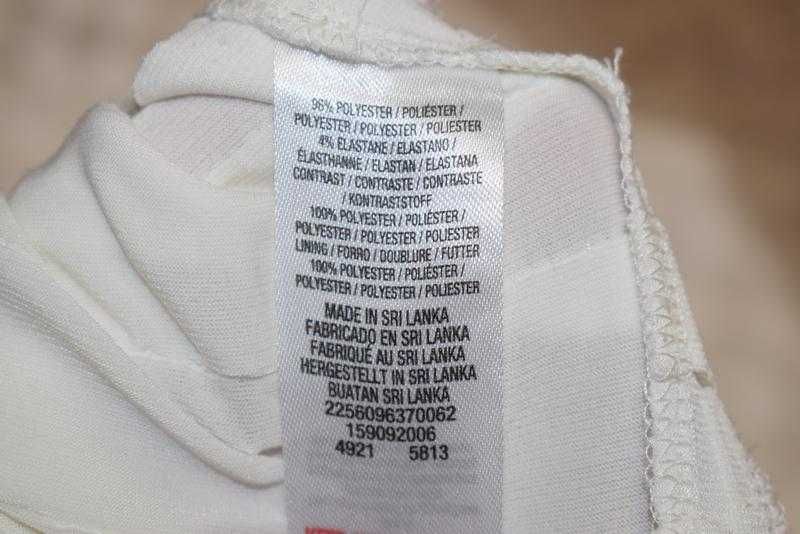 96% POLYESTER / POLIÉSTER /
POLYESTER / POLYESTER / POLIESTER
4% ELASTANE / ELASTANO /
ÉLASTHANNE / ELASTAN / ELASTANA
CONTRAST / CONTRASTE / CONTRASTE
/ KONTRASTSTOFF
100% POLYESTER / POLIÉSTER /
POLYESTER / POLYESTER / POLIESTER
LINING / FORRO / DOUBLURE / FUTTER
100% POLYESTER / POLIÉSTER /
POLYESTER / POLYESTER / POLIESTER
MADE IN SRI LANKA
FABRICADO EN SRI LANKA
FABRIQUÉ AU SRI LANKA
HERGESTELLT IN SRI LANKA
BUATAN SRI LANKA
2256096370062
159092006
4921 5813